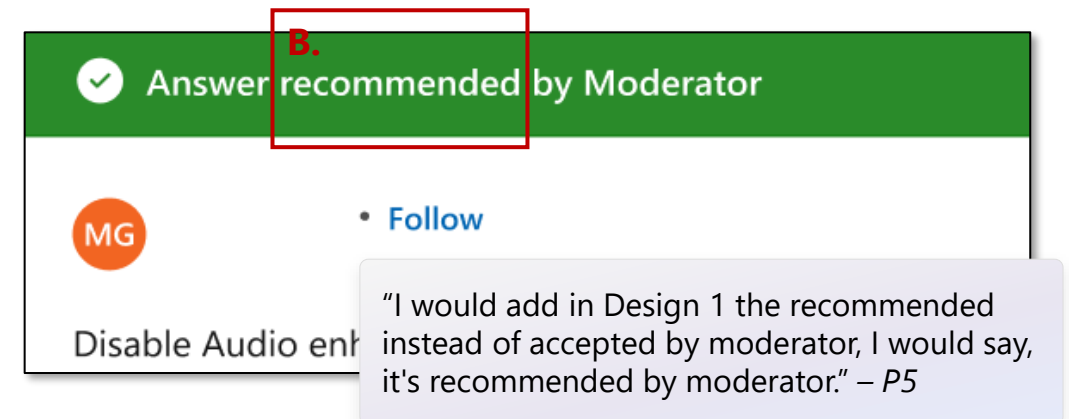 B.
Answer recommended by Moderator
MG
• Follow
Disable Audio
“I would add in Design 1 the recommended
instead of accepted by moderator, I would say,
it's recommended by moderator.” – P5